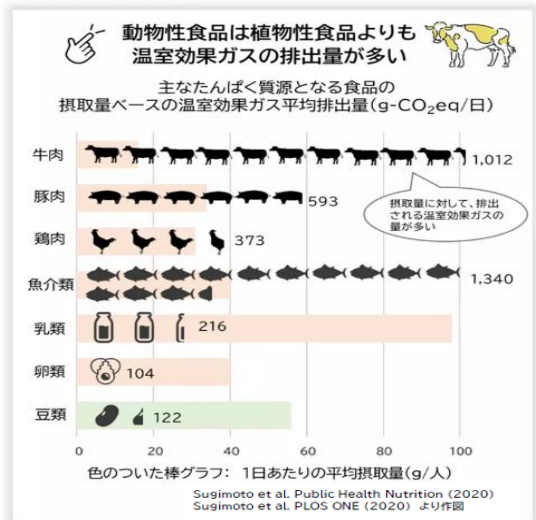 動物性食品は植物性食品よりも
温室効果ガスの排出量が多い
主なたんぱく質源となる食品の
摂取量ベースの温室効果ガス平均排出量(g-CO₂eq/日)
牛肉
1,012
摂取量に対して、排出
される温室効果ガスの
量が多い
豚肉
593
鶏肉
373
魚介類
1,340
乳類
216
卵類
104
豆類
122
0 20 40 60 80 100
色のついた棒グラフ: 1日あたりの平均摂取量(g/人)
Sugimoto et al. Public Health Nutrition (2020)
Sugimoto et al. PLOS ONE (2020) より作図